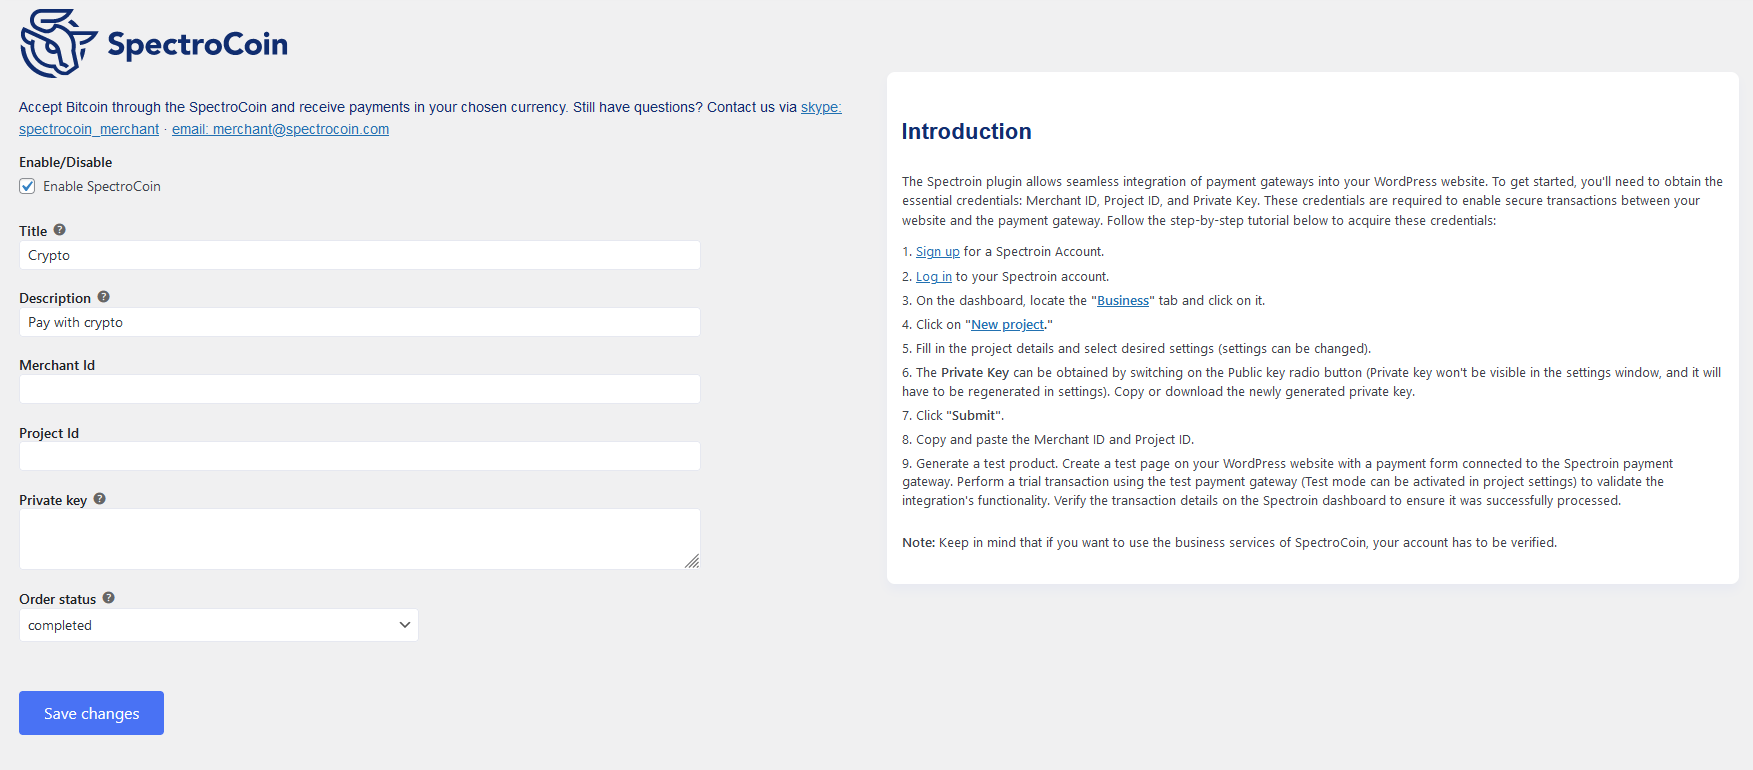 SpectroCoin
Accept Bitcoin through the SpectroCoin and receive payments in your chosen currency. Still have questions? Contact us via skype:
spectrocoin_merchant · email: merchant@spectrocoin.com
Enable/Disable
Enable SpectroCoin
Title ?
Crypto
Description ?
Pay with crypto
Merchant Id
Project Id
Private key ?
Order status ?
completed
Save changes
Introduction
The Spectroin plugin allows seamless integration of payment gateways into your WordPress website. To get started, you'll need to obtain the
essential credentials: Merchant ID, Project ID, and Private Key. These credentials are required to enable secure transactions between your
website and the payment gateway. Follow the step-by-step tutorial below to acquire these credentials:
1. Sign up for a Spectroin Account.
2. Log in to your Spectroin account.
3. On the dashboard, locate the "Business" tab and click on it.
4. Click on "New project."
5. Fill in the project details and select desired settings (settings can be changed).
6. The Private Key can be obtained by switching on the Public key radio button (Private key won't be visible in the settings window, and it will
have to be regenerated in settings). Copy or download the newly generated private key.
7. Click "Submit".
8. Copy and paste the Merchant ID and Project ID.
9. Generate a test product. Create a test page on your WordPress website with a payment form connected to the Spectroin payment
gateway. Perform a trial transaction using the test payment gateway (Test mode can be activated in project settings) to validate the
integration's functionality. Verify the transaction details on the Spectroin dashboard to ensure it was successfully processed.
Note: Keep in mind that if you want to use the business services of SpectroCoin, your account has to be verified.